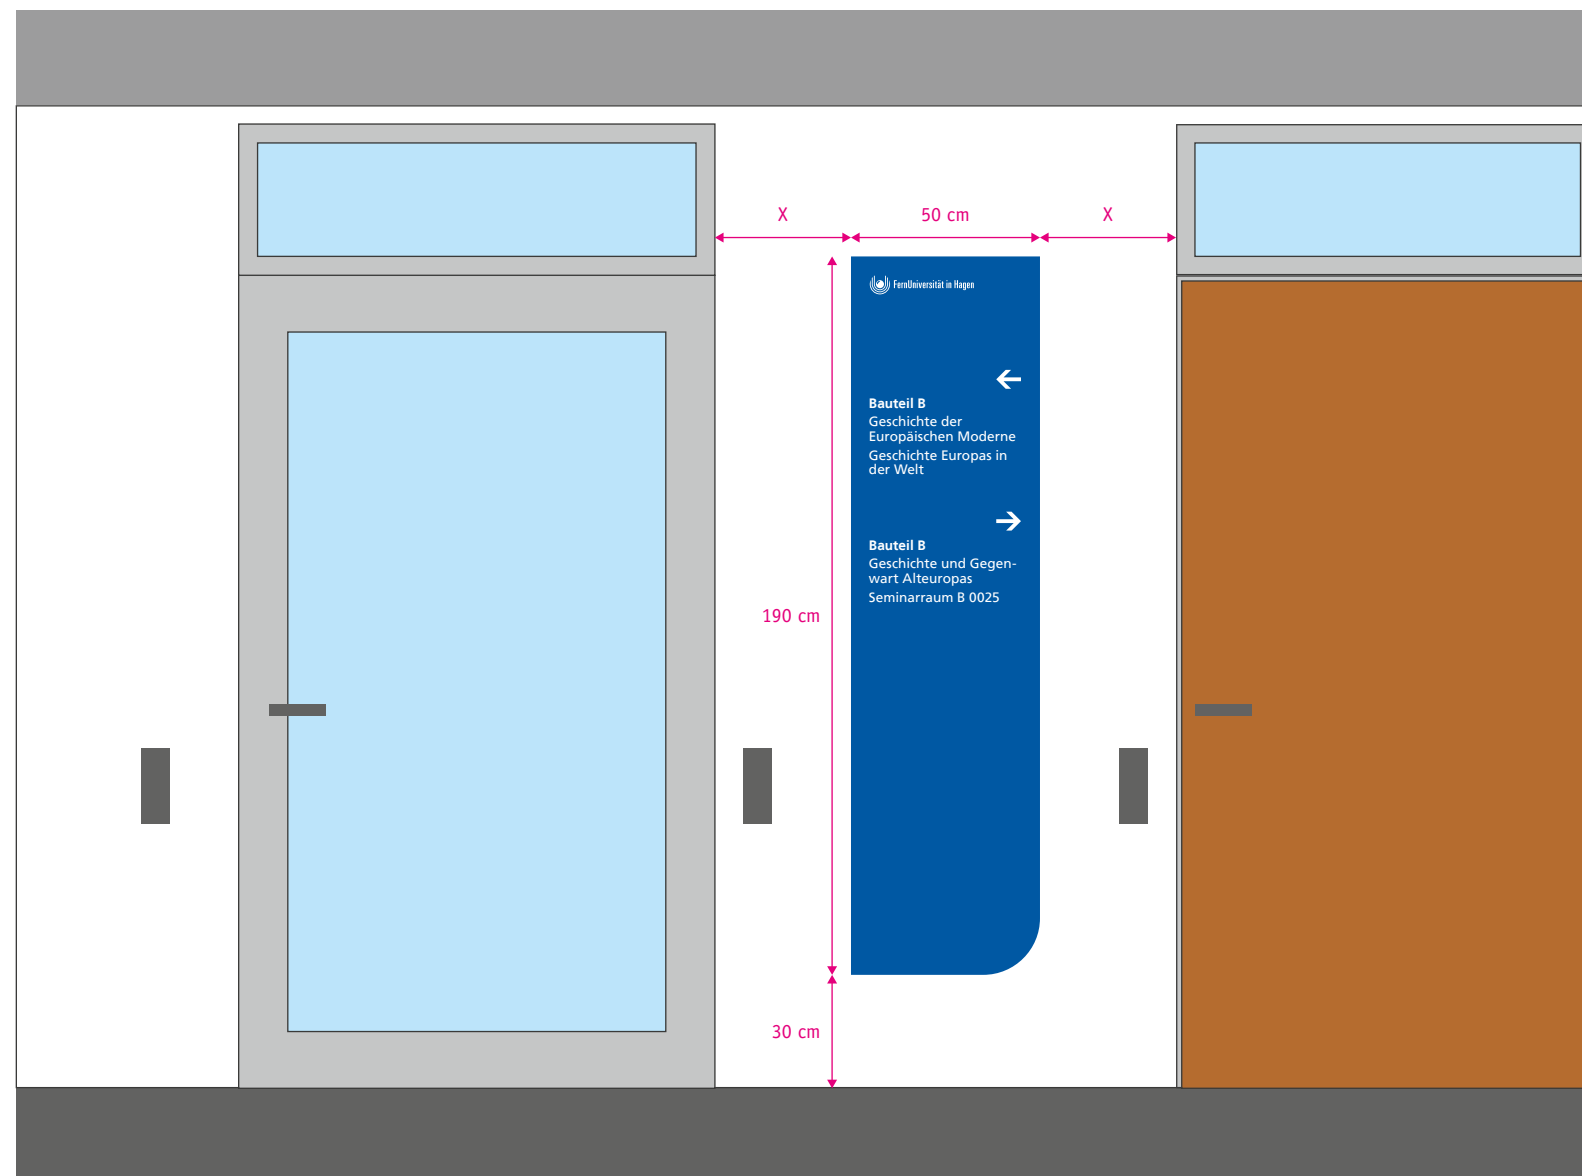 X
50 cm
X
FernUniversität in Hagen
Bauteil B
Geschichte der
Europäischen Moderne
Geschichte Europas in
der Welt
Bauteil B
Geschichte und Gegen-
wart Alteuropas
Seminarraum B 0025
190 cm
30 cm